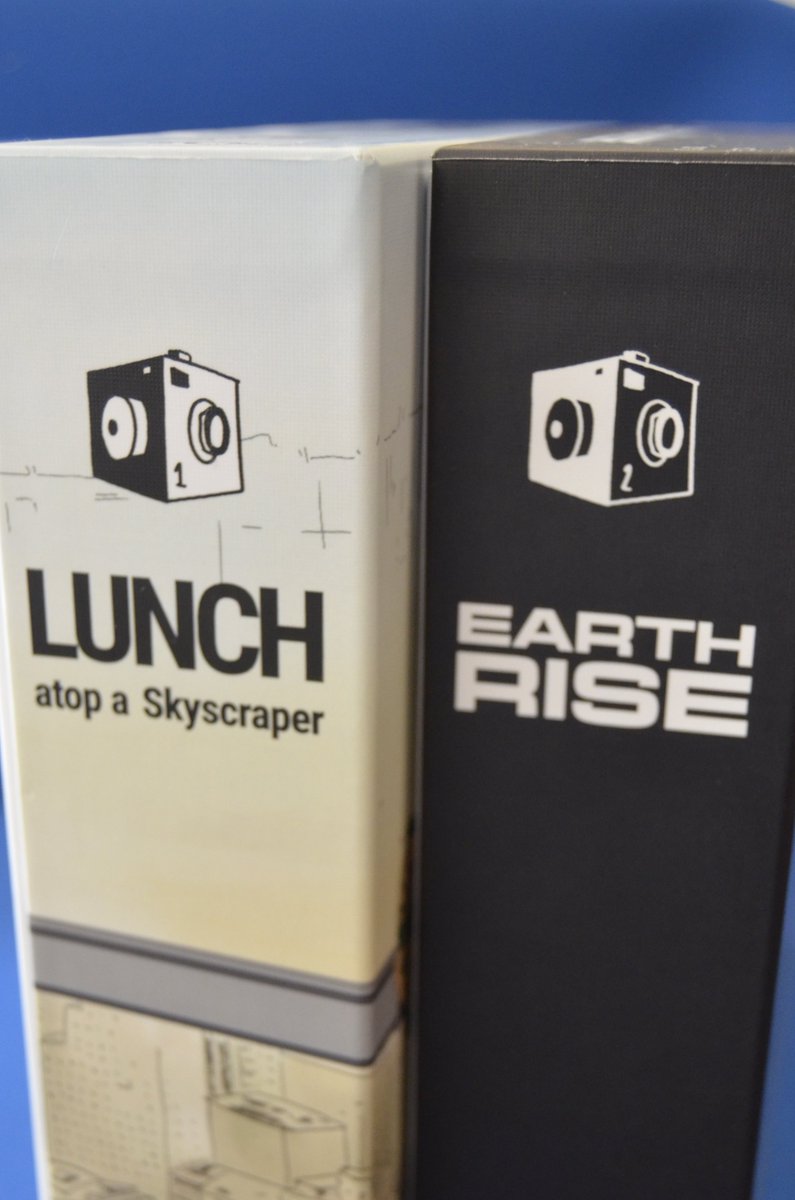 1
LUNCH
atop a Skyscraper
2
EARTH
RISE